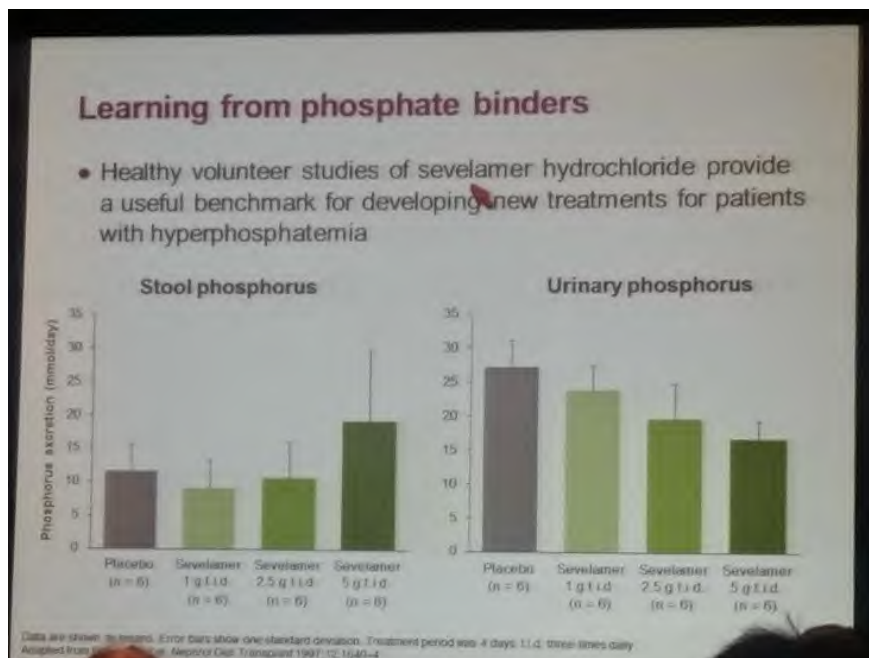 Learning from phosphate binders
• Healthy volunteer studies of sevelamer hydrochloride provide
a useful benchmark for developing new treatments for patients
with hyperphosphatemia
Stool phosphorus
Phosphorus excretion (mmol/day)
35
30
25
20
15
10
5
0
Placebo
(n = 6)
Sevelamer
1 g t.i.d.
(n = 6)
Sevelamer
2.5 g t.i.d.
(n = 6)
Sevelamer
5 g t.i.d.
(n = 6)
Urinary phosphorus
35
30
25
20
15
10
5
0
Placebo
(n = 6)
Sevelamer
1 g t.i.d.
(n = 6)
Sevelamer
2.5 g t.i.d.
(n = 6)
Sevelamer
5 g t.i.d.
(n = 6)
Data are shown as means. Error bars show one standard deviation. Treatment period was 4 days. t.i.d. three-times daily
Adapted from Nephrol Dial Transplant 1997;12:1640–4